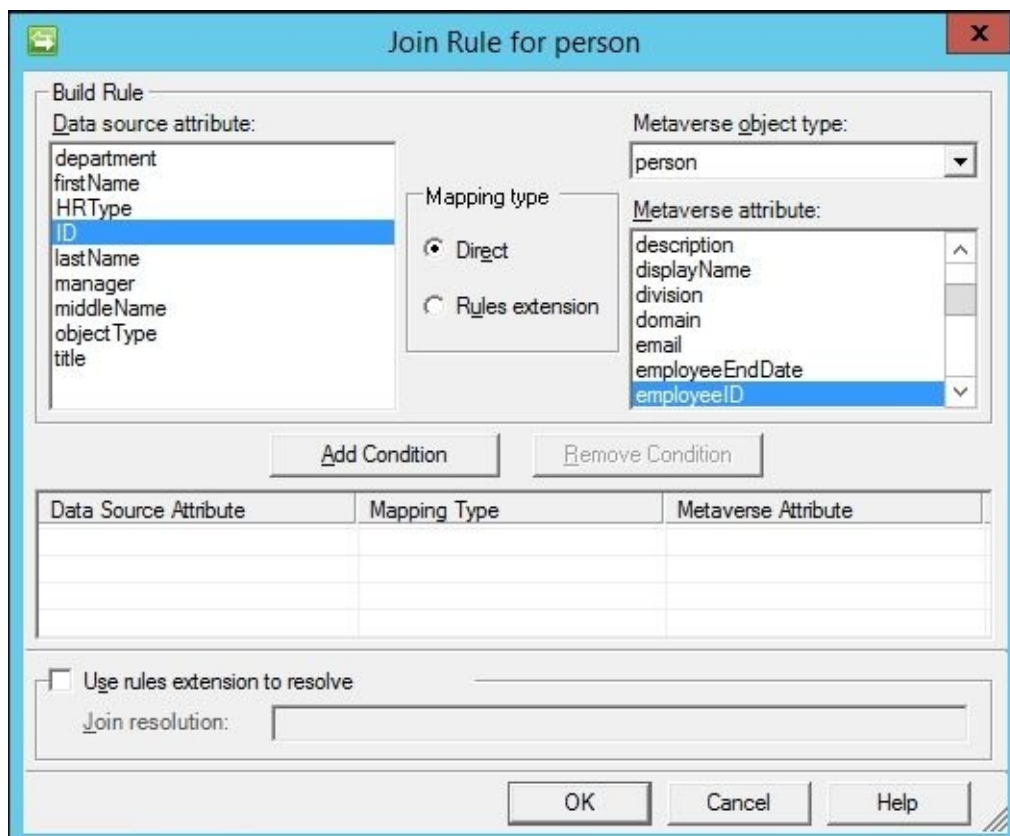 Join Rule for person
x
Build Rule
Data source attribute:
department
firstName
HRType
ID
lastName
manager
middleName
objectType
title
Mapping type
Direct
Rules extension
Metaverse object type:
person
Metaverse attribute:
description
displayName
division
domain
email
employeeEndDate
employeeID
Add Condition
Remove Condition
Data Source Attribute Mapping Type Metaverse Attribute
Use rules extension to resolve
Join resolution:
OK Cancel Help